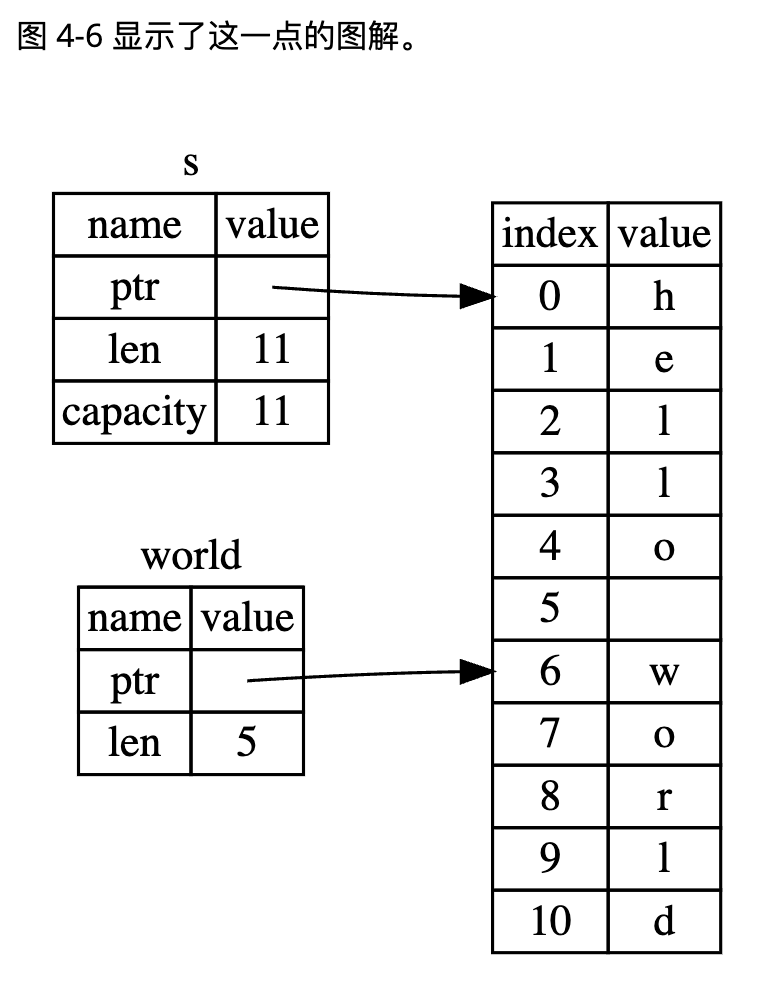 图 4-6 显示了这一点的图解。
s
name value
ptr
len 11
capacity 11
world
name value
ptr
len 5
index value
0 h
1 e
2 l
3 l
4 o
5
6 w
7 o
8 r
9 l
10 d